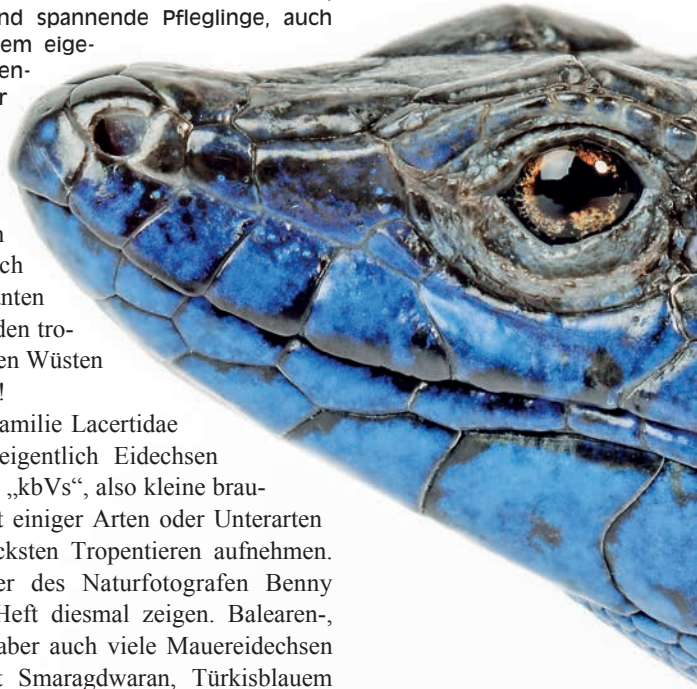 nd spannende Pfleglinge, auch
em eige-
en-
r
n
ch
anten
den tro-
en Wüsten
!
amilie Lacertidae
eigentlich Eidechsen
„kbVs“, also kleine brau-
t einiger Arten oder Unterarten
cksten Tropentieren aufnehmen.
er des Naturfotografen Benny
Heft diesmal zeigen. Balearen-,
aber auch viele Mauereidechsen
t Smaragdwaran, Türkisblauem